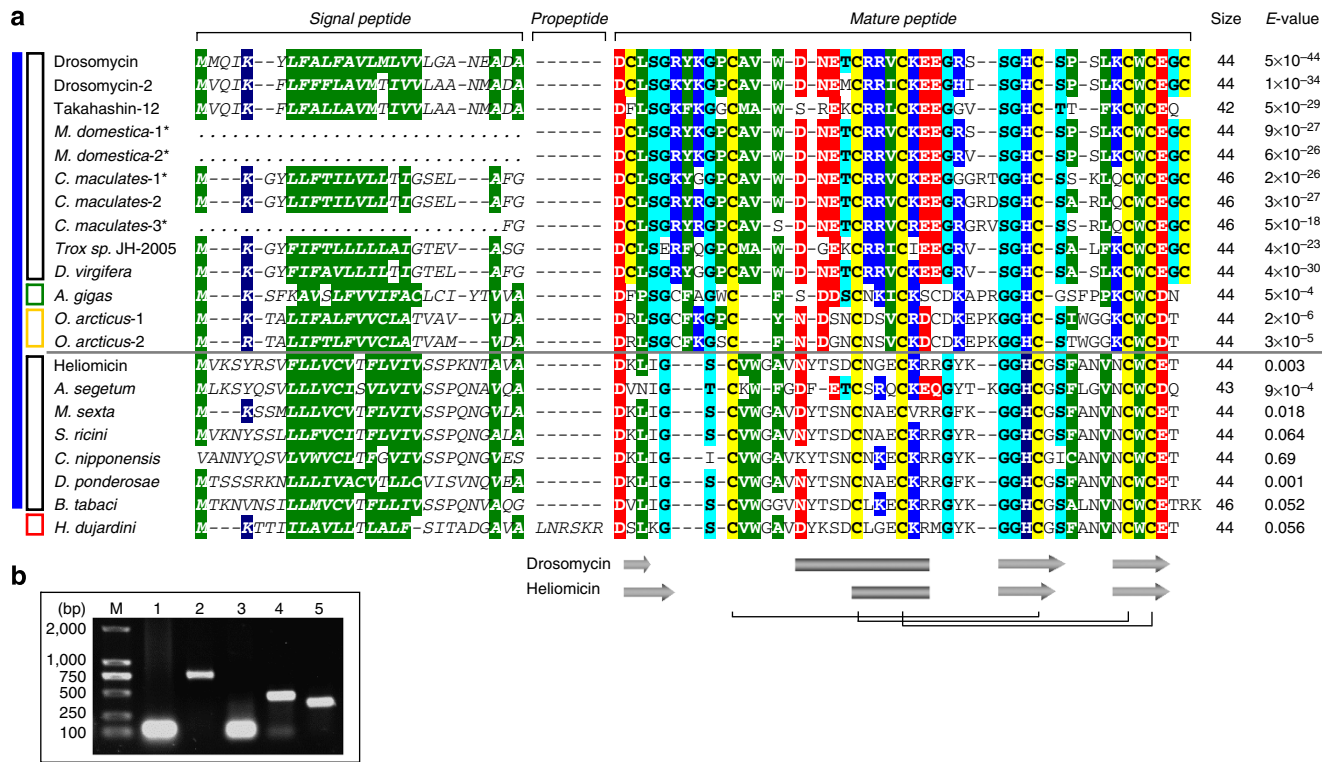 a
Signal peptide Propeptide Mature peptide Size E-value
Drosomycin MMQIK--YLFALFAVLMLVVLGA-NEADA ------- DCLSGRYKGPCAV-W-D-NETCRRVCKEEGRS--SGHC-SP-SLKCWCEGC 44 5×10–44
Drosomycin-2 MVQIK--FLFFFLAVMTIVVLAA-NMADA ------- DCLSGKYKGPCAV-W-D-NEMCRRICKEEGHI--SGHC-SP-SLKCWCEGC 44 1×10–34
Takahashin-12 MVQIK--FLFALLAVMTIVVLAA-NMADA ------- DFLSGKFKGGCMAW-S-REKCRRLCKEEGGV--SGHC-TT-FKCWCEQ 42 5×10–29
M. domestica-1* ............................. ------- DCLSGRYKGPCAV-W-D-NETCRRVCKEEGRS--SGHC-SP-SLKCWCEGC 44 9×10–27
M. domestica-2* ............................. ------- DCLSGRYKGPCAV-W-D-NETCRRVCKEEGRV--SGHC-SP-SLKCWCEGC 44 6×10–26
C. maculates-1* M---K-GYLLFTILVLLTIGSEL---AFG ------- DCLSGKYGGPCAV-W-D-NETCRRVCKEEGGGRTSGHC-SS-KLQCWCEGC 46 2×10–26
C. maculates-2 M---K-GYLIFTILVLLTIGSEL---AFG ------- DCLSGRYRGPCAV-W-D-NETCRRVCKEEGRGRDSGHC-SA-RLQCWCEGC 46 3×10–27
C. maculates-3* ...........................FG ------- DCLSGRYRGPCAV-S-D-NETCRRVCKEEGRGRVSGHC-SS-RLQCWCEGC 46 5×10–18
Trox sp. JH-2005 M---K-GYFIFTLLLLLAIGTEV---ASG ------- DCLSERFQGPCMA-W-D-GEKCRRICIEEGRV--SGHC-SA-LFKCWCEGC 44 4×10–23
D. virgifera M---K-GYFIFAVLLILTIGTEL---AFG ------- DCLSGRYGGPCAV-W-D-NETCRRVCKEEGRV--SGHC-SA-SLKCWCEGC 44 4×10–30
A. gigas M---K-SFKAVSLFVVIFACLCI-YTVVA ------- DFPSGCFAGWC---F-S-DDSCNKICKSCDKAPRGGHC-GSFPPKCWCDN 44 5×10–4
O. arcticus-1 M---K-TALIFALFVVCLATVAV---VDA ------- DRLSGCFKGPC---Y-N-DSNCDSVCRDCDKEPKGGHC-SIWGGKCWCDT 44 2×10–6
O. arcticus-2 M---R-TALIFTLFVVCLATVAM---VDA ------- DRLSGCFKGSC---Y-N-DGNCNSVCKDCDKEPKGGHC-STWGGKCWCDT 44 3×10–5
Heliomicin MVKSYRSVFLLVCVTFLVIVSSPKNTAVA ------- DKLIG---S-CVWGAVNYTSDCNGECKRRGYK--GGHCGSFANVNCWCET 44 0.003
A. segetum MLKSYQSVLLLVCISVLVIVSSPQNAVQA ------- DVNIG---T-CKW-FGDF-ETCSRQCKEQGYT-KGGHCGSFLGVNCWCDQ 43 9×10–4
M. sexta M---KSSMLLLVCVTFLVIVSSPQNGVLA ------- DKLIG---S-CVWGAVDYTSNCNAECVRRGFK--GGHCGSFANVNCWCET 44 0.018
S. ricini MVKNYSSLLLFVCITFLVIVSSPQNGALA ------- DKLIG---S-CVWGAVNYTSDCNAECKRRGYR--GGHCGSFANVNCWCET 44 0.064
C. nipponensis VANNYQSVLVWVCLTFGVIVSSPQNGVES ------- DKLIG---I-CVWGAVKYTSNCNKECKRRGYK--GGHCGICANVNCWCET 44 0.69
D. ponderosae MTSSSRKNLLLIVACVTLLCVISVNQVEA ------- DKLIG---S-CVWGAVNYTSNCNAECKRRGYK--GGHCGSFANVNCWCET 44 0.001
B. tabaci MTKNVNSILLMVCVTFLLIVSSPQNVAQG ------- DSLIG---S-CVWGGVNYTSDCLKECKRRGYK--GGHCGSALNVNCWCETRK 46 0.052
H. dujardini M---KTTIILAVLLTLALF-SITADGAVA LNRSKR DSLKG---S-CVWGAVDYKSDCLGECKRMGYK--GGHCGSFANVNCWCET 44 0.056
Drosomycin
Heliomicin
b
(bp) M 1 2 3 4 5
2,000
1,000
750
500
250
100